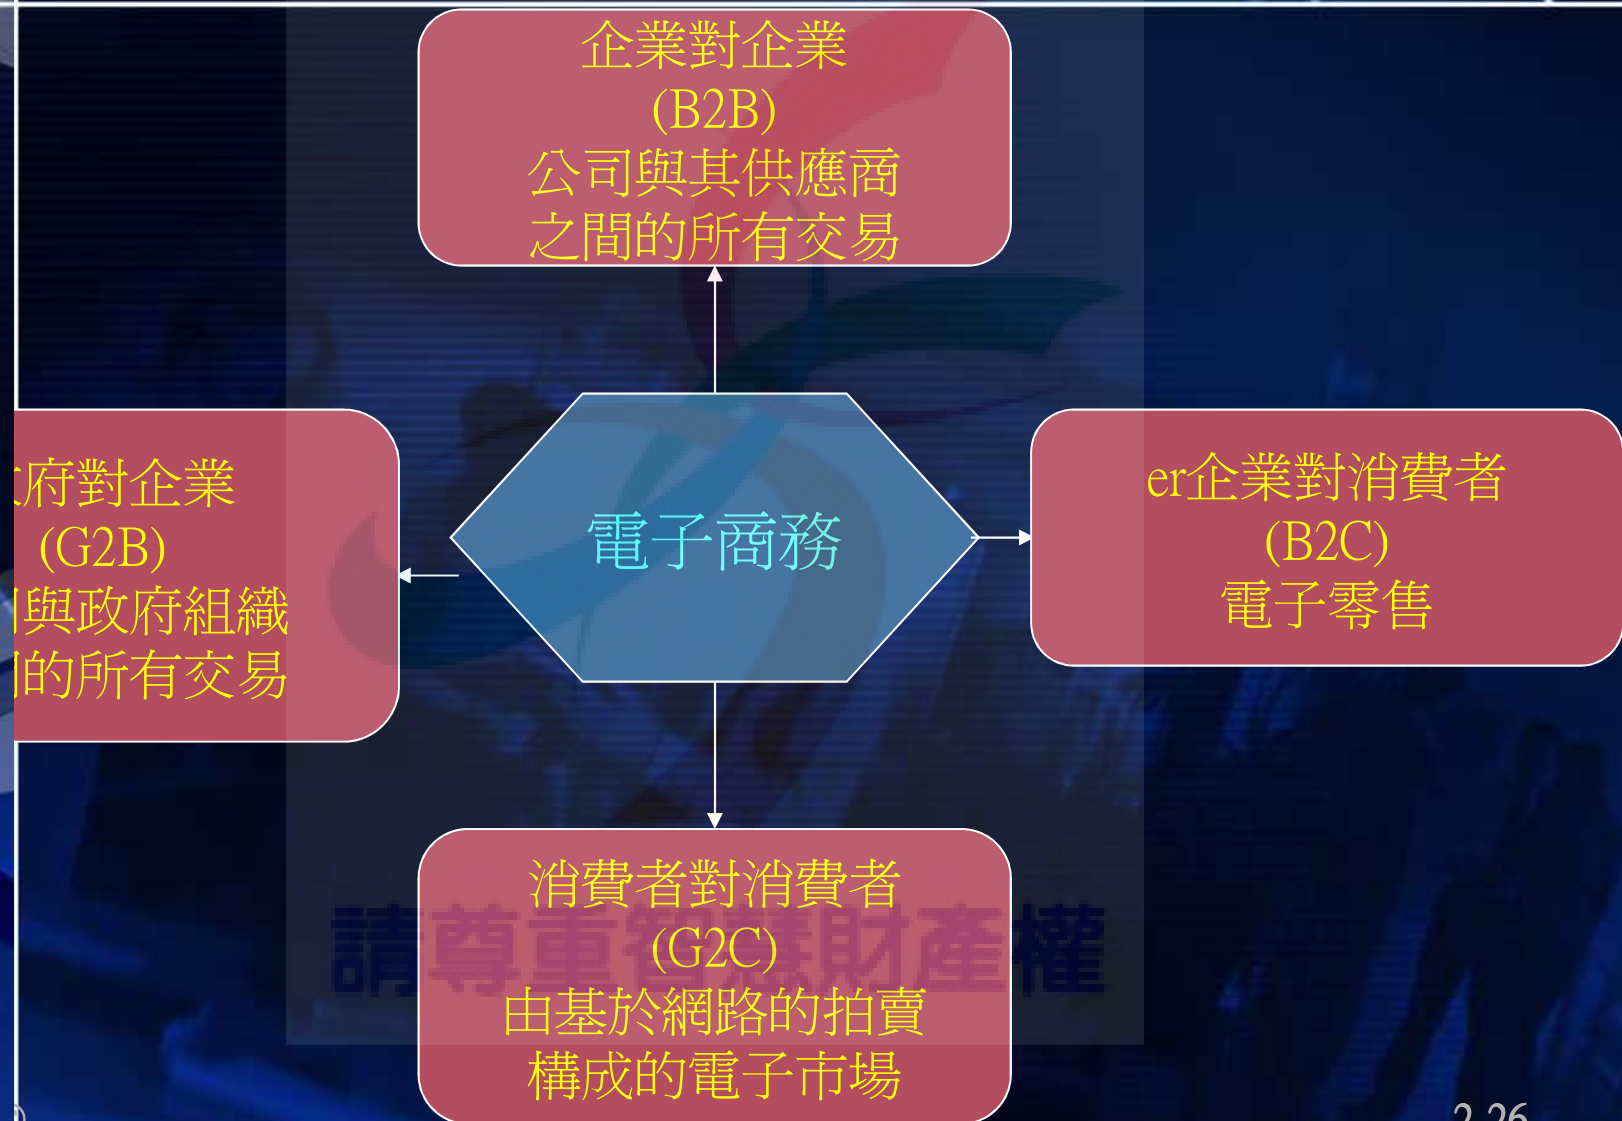 企業對企業
(B2B)
公司與其供應商
之間的所有交易
府對企業
(G2B)
與政府組織
的所有交易
電子商務
er企業對消費者
(B2C)
電子零售
消費者對消費者
(G2C)
由基於網路的拍賣
構成的電子市場
請尊重智慧財產權
2.26